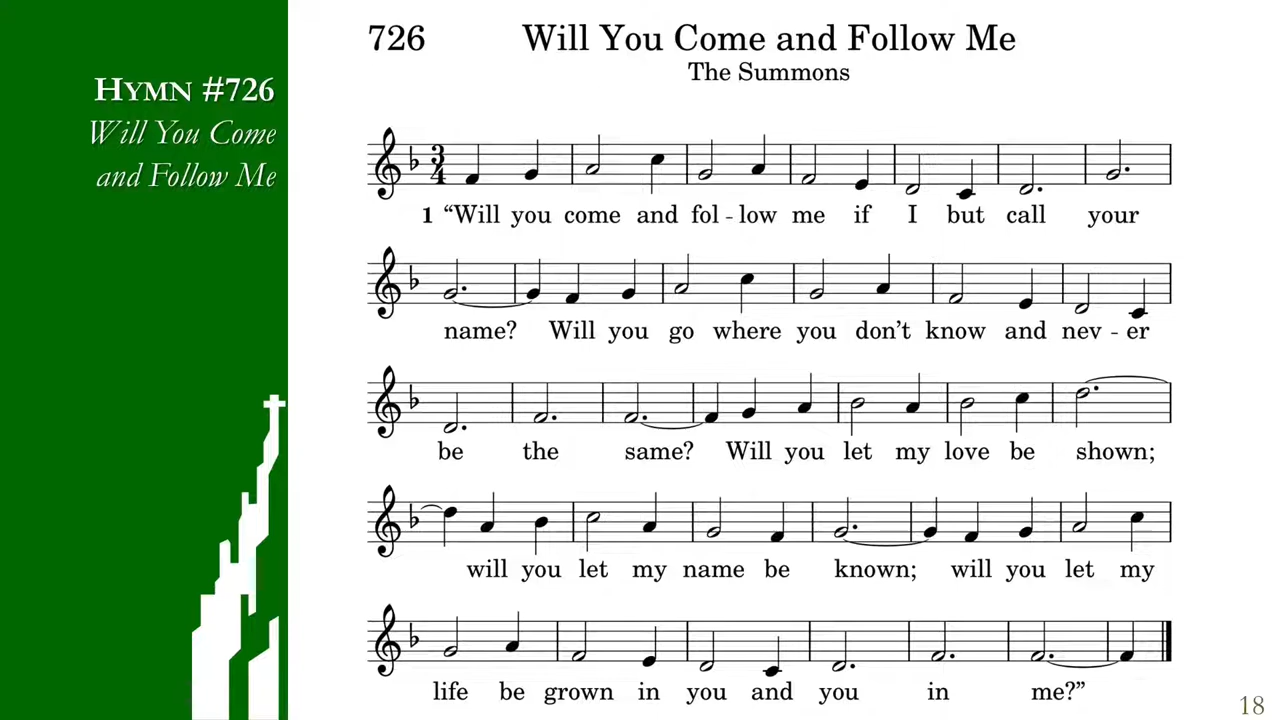 HYMN #726
Will You Come
and Follow Me
726 Will You Come and Follow Me
The Summons
3
4
1 “Will you come and fol - low me if I but call your
name? Will you go where you don’t know and nev - er
be the same? Will you let my love be shown;
will you let my name be known; will you let my
life be grown in you and you in me?”
18